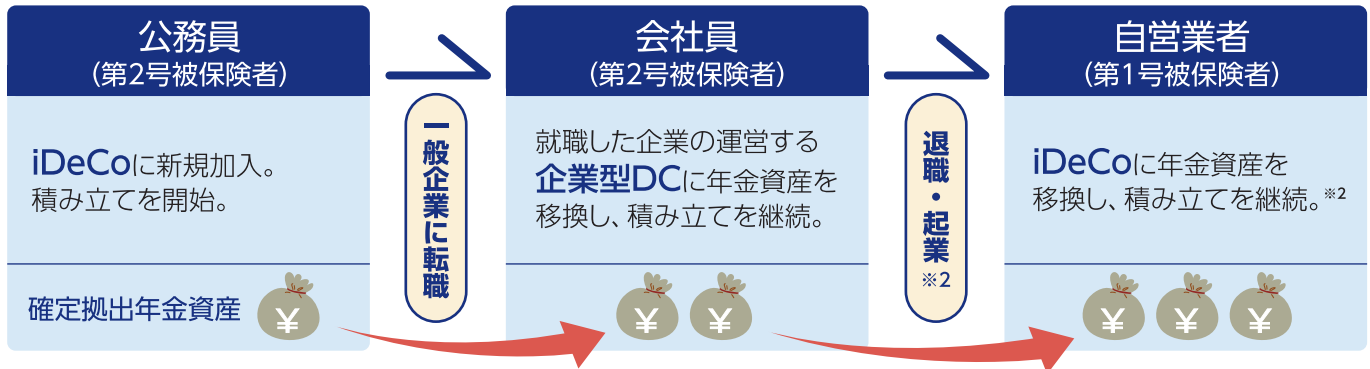 公務員
（第2号被保険者）
iDeCoに新規加入。
積み立てを開始。
確定拠出年金資産
¥
一般企業に転職
会社員
（第2号被保険者）
就職した企業の運営する
企業型DCに年金資産を
移換し、積み立てを継続。
¥ ¥
退職・起業
※2
自営業者
（第1号被保険者）
iDeCoに年金資産を
移換し、積み立てを継続。※2
¥ ¥ ¥